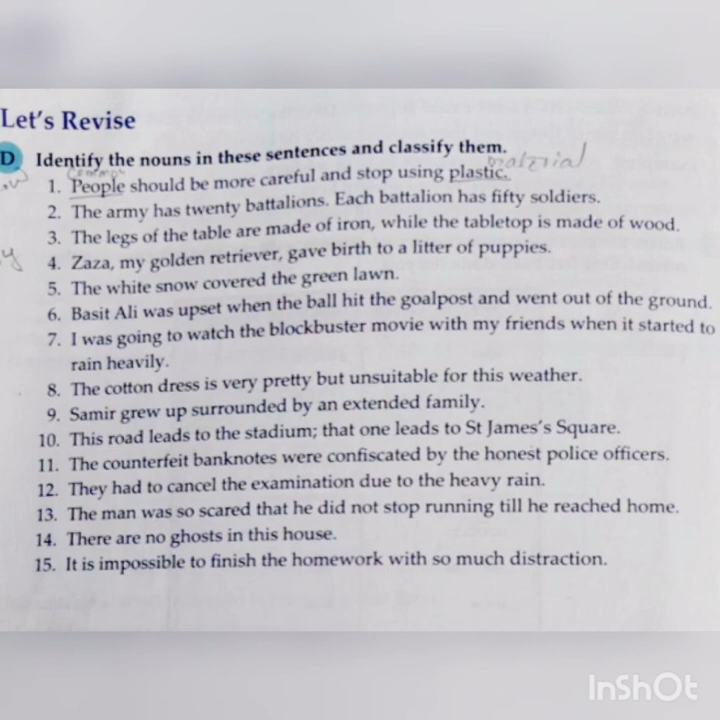 Let's Revise
D Identify the nouns in these sentences and classify them.
common
material
1. People should be more careful and stop using plastic.
2. The army has twenty battalions. Each battalion has fifty soldiers.
3. The legs of the table are made of iron, while the tabletop is made of wood.
4. Zaza, my golden retriever, gave birth to a litter of puppies.
5. The white snow covered the green lawn.
6. Basit Ali was upset when the ball hit the goalpost and went out of the ground.
7. I was going to watch the blockbuster movie with my friends when it started to
rain heavily.
8. The cotton dress is very pretty but unsuitable for this weather.
9. Samir grew up surrounded by an extended family.
10. This road leads to the stadium; that one leads to St James's Square.
11. The counterfeit banknotes were confiscated by the honest police officers.
12. They had to cancel the examination due to the heavy rain.
13. The man was so scared that he did not stop running till he reached home.
14. There are no ghosts in this house.
15. It is impossible to finish the homework with so much distraction.
InShOt